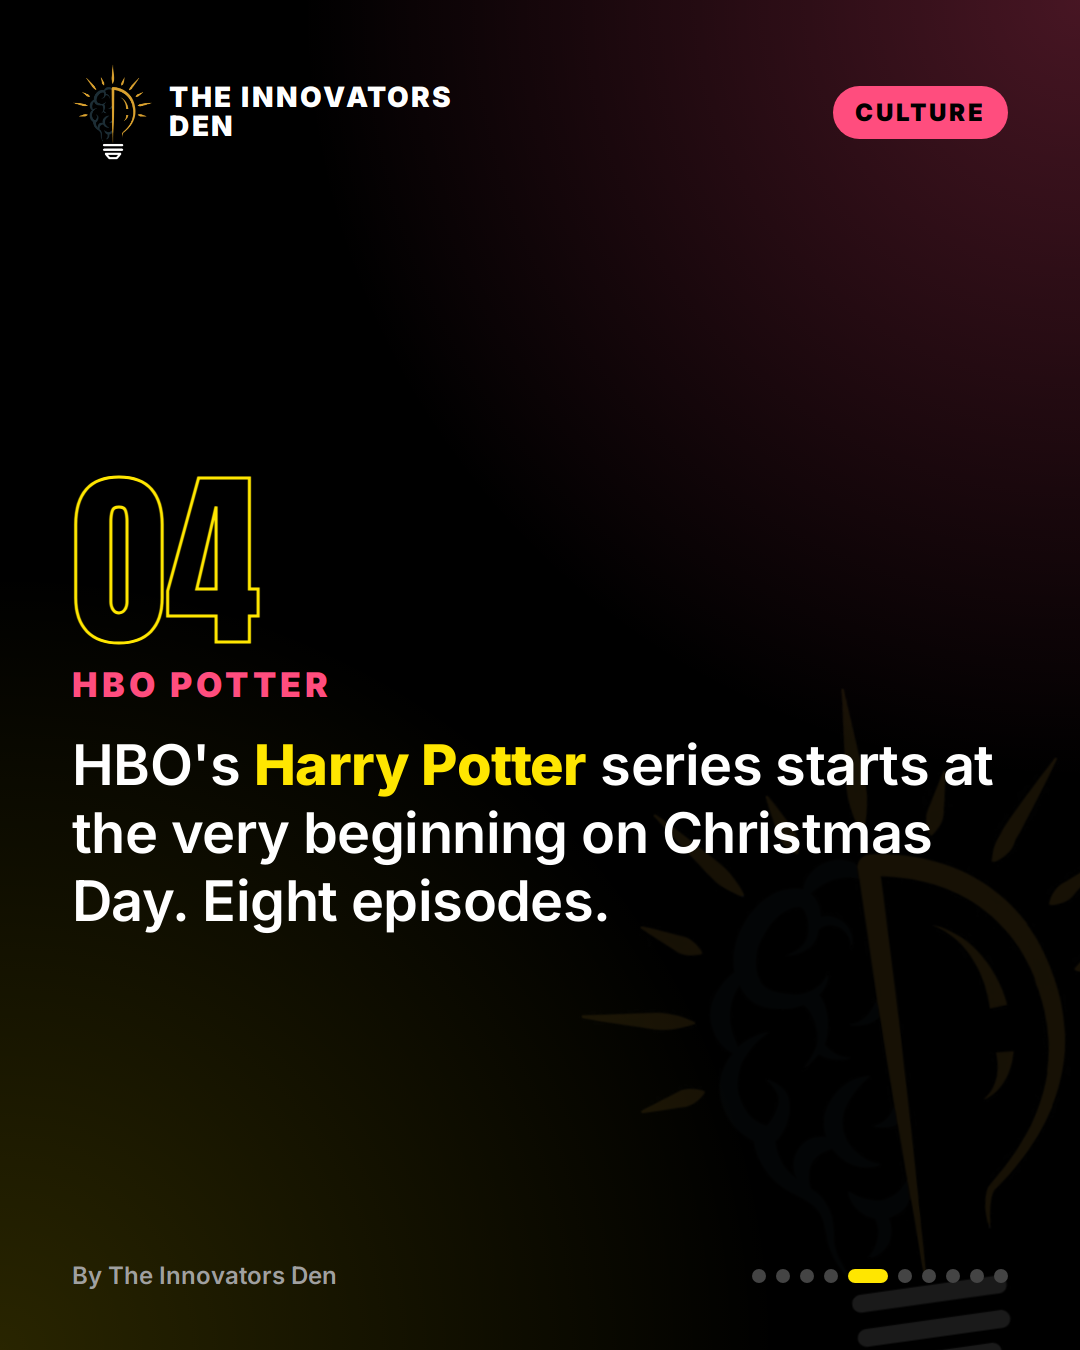 THE INNOVATORS
DEN
CULTURE
04
HBO POTTER
HBO's Harry Potter series starts at
the very beginning on Christmas
Day. Eight episodes.
By The Innovators Den